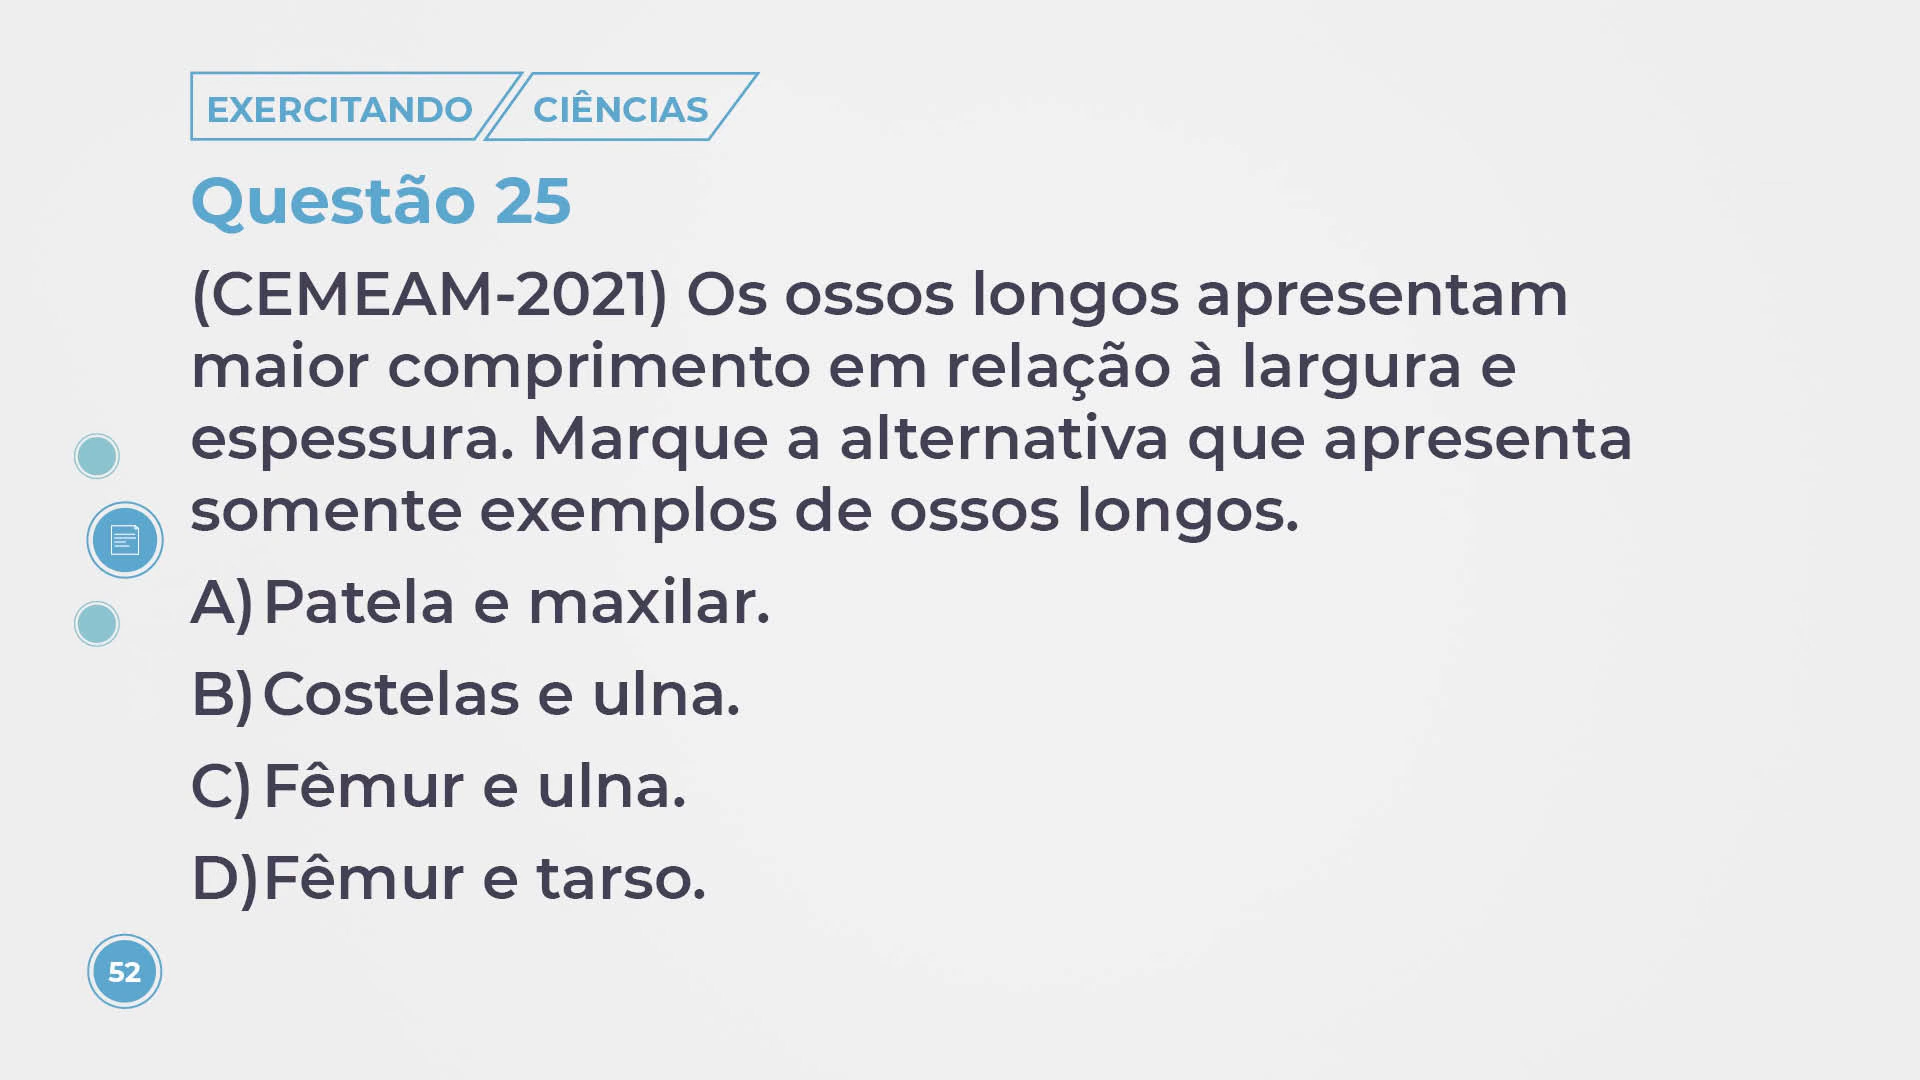 EXERCITANDO CIÊNCIAS
Questão 25
(CEMEAM-2021) Os ossos longos apresentam
maior comprimento em relação à largura e
espessura. Marque a alternativa que apresenta
somente exemplos de ossos longos.
A) Patela e maxilar.
B) Costelas e ulna.
C) Fêmur e ulna.
D) Fêmur e tarso.
52